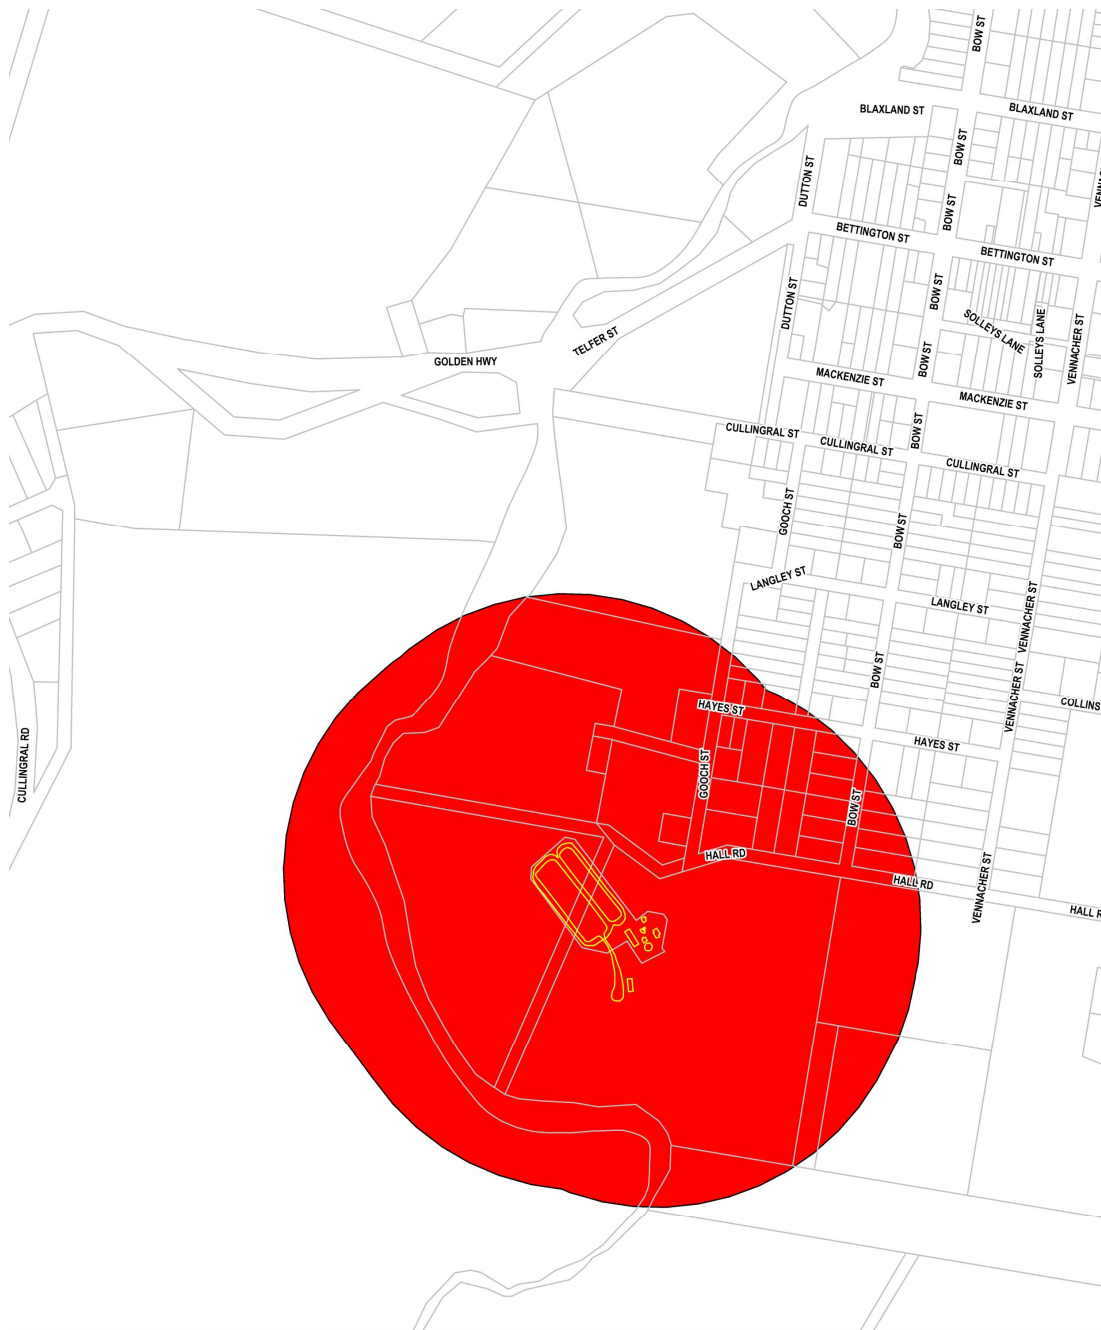 BOW ST
BLAXLAND ST
BLAXLAND ST
BOW ST
DUTTON ST
VENNAC
BOW ST
BETTINGTON ST
BETTINGTON ST
BOW ST
DUTTON ST
SOLLEYS LANE
SOLLEYS LANE
VENNACHER ST
TELFER ST
GOLDEN HWY
BOW ST
MACKENZIE ST
MACKENZIE ST
CULLINGRAL ST
BOW ST
CULLINGRAL ST
CULLINGRAL ST
GOOCH ST
BOW ST
LANGLEY ST
LANGLEY ST
VENNACHER ST
BOW ST
VENNACHER ST
COLLINS
HAYES ST
HAYES ST
CULLINGRAL RD
GOOCH ST
BOW ST
HALL RD
HALL RD
VENNACHER ST
HALL R